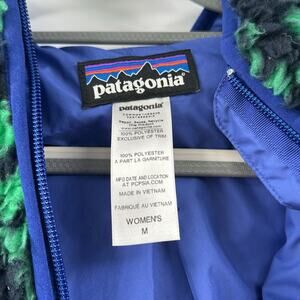 patagonia
patagonia
100% POLYESTER
EXCLUSIVE OF TRIM
100% POLYESTER
A PART LA GARNITURE
MFG DATE AND LOCATION
AT PCPSIA.COM
MADE IN VIETNAM
FABRIQUE AU VIETNAM
WOMEN'S
M